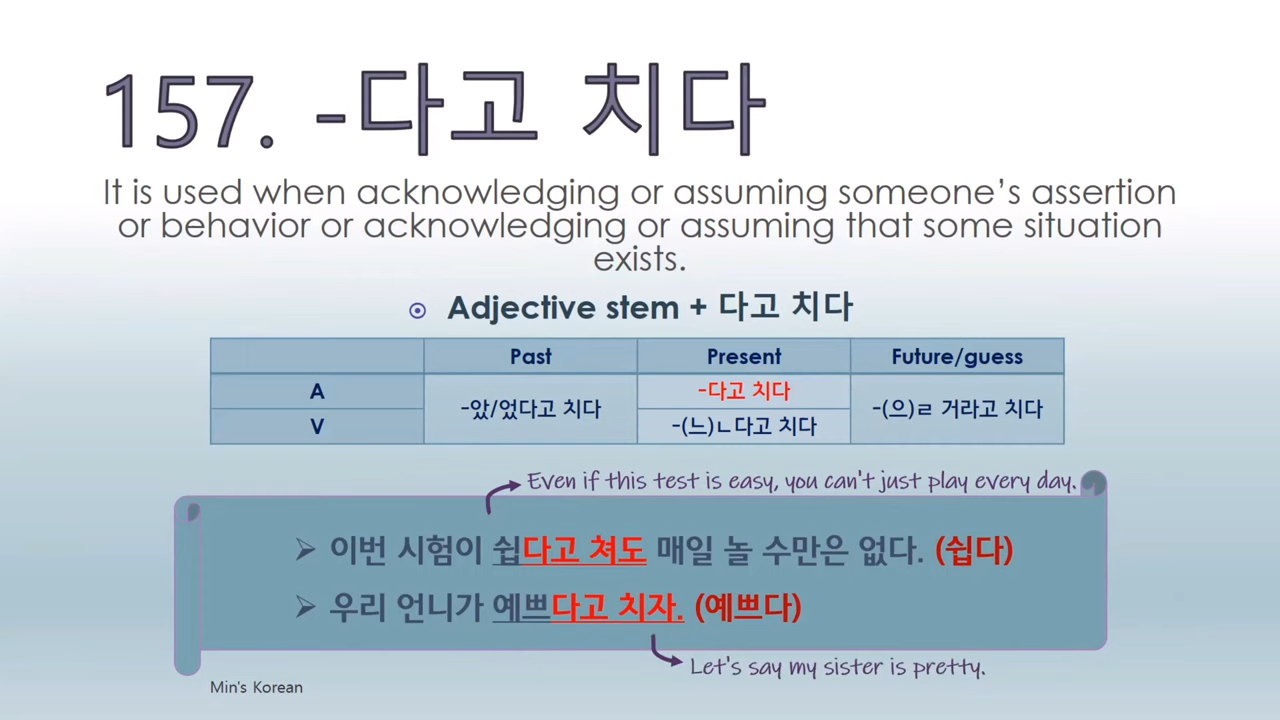 157. -다고 치다
It is used when acknowledging or assuming someone's assertion
or behavior or acknowledging or assuming that some situation
exists.
Adjective stem + 다고 치다
Past Present Future/guess
A -았/었다고 치다 -다고 치다 -(으)ㄹ 거라고 치다
V -(느)ㄴ다고 치다
Even if this test is easy, you can't just play every day.
➢ 이번 시험이 쉽다고 쳐도 매일 놀 수만은 없다. (쉽다)
➢ 우리 언니가 예쁘다고 치자. (예쁘다)
Let's say my sister is pretty.
Min's Korean